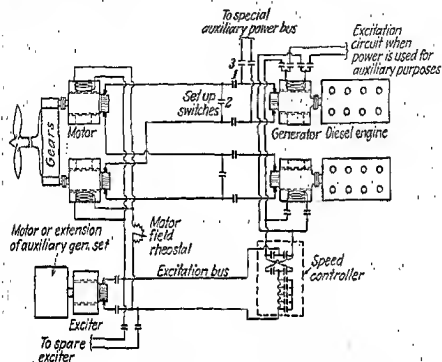 To special
auxiliary power bus
Excitation
circuit when
power is used for
auxiliary purposes
3
1
2
Set up
switches
Gears
Motor
Generator
Diesel engine
Motor or extension
of auxiliary gen. set
Motor
field
rheostat
Excitation bus
Speed
controller
Exciter
To spare
exciter